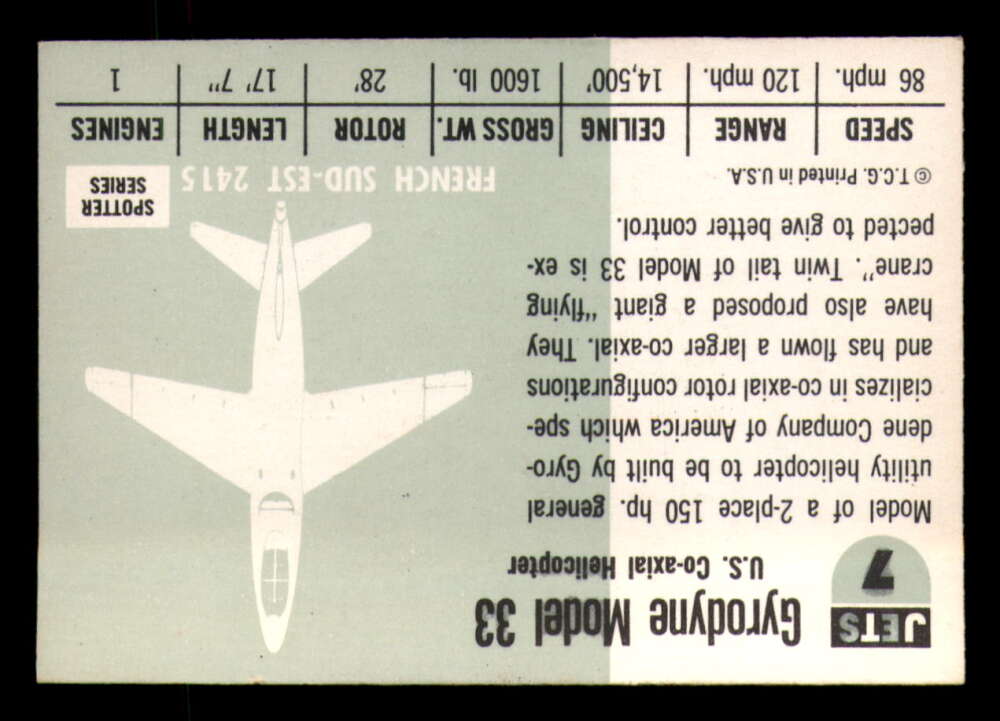 JETS
7
Gyrodyne Model 33
U.S. Co-axial Helicopter
Model of a 2-place 150 hp. general
utility helicopter to be built by Gyro-
dene Company of America which spe-
cializes in co-axial rotor configurations
and has flown a larger co-axial. They
have also proposed a giant "flying
crane". Twin tail of Model 33 is ex-
pected to give better control.
© T.C.G. Printed in U.S.A.
FRENCH SUD-EST 2415
SPOTTER
SERIES
SPEED RANGE CEILING GROSS WT. ROTOR LENGTH ENGINES
86 mph. 120 mph. 14,500' 1600 lb. 28' 17' 7" 1